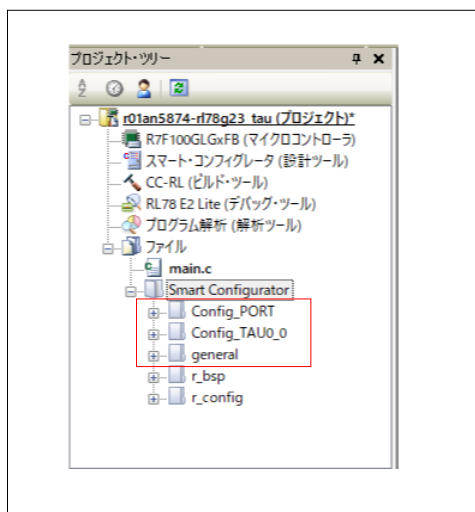 プロジェクト・ツリー
r01an5874-rl78g23_tau (プロジェクト)*
R7F100GLGxFB (マイクロコントローラ)
スマート・コンフィグレータ (設計ツール)
CC-RL (ビルド・ツール)
RL78 E2 Lite (デバッグ・ツール)
プログラム解析 (解析ツール)
ファイル
main.c
Smart Configurator
Config_PORT
Config_TAU0_0
general
r_bsp
r_config